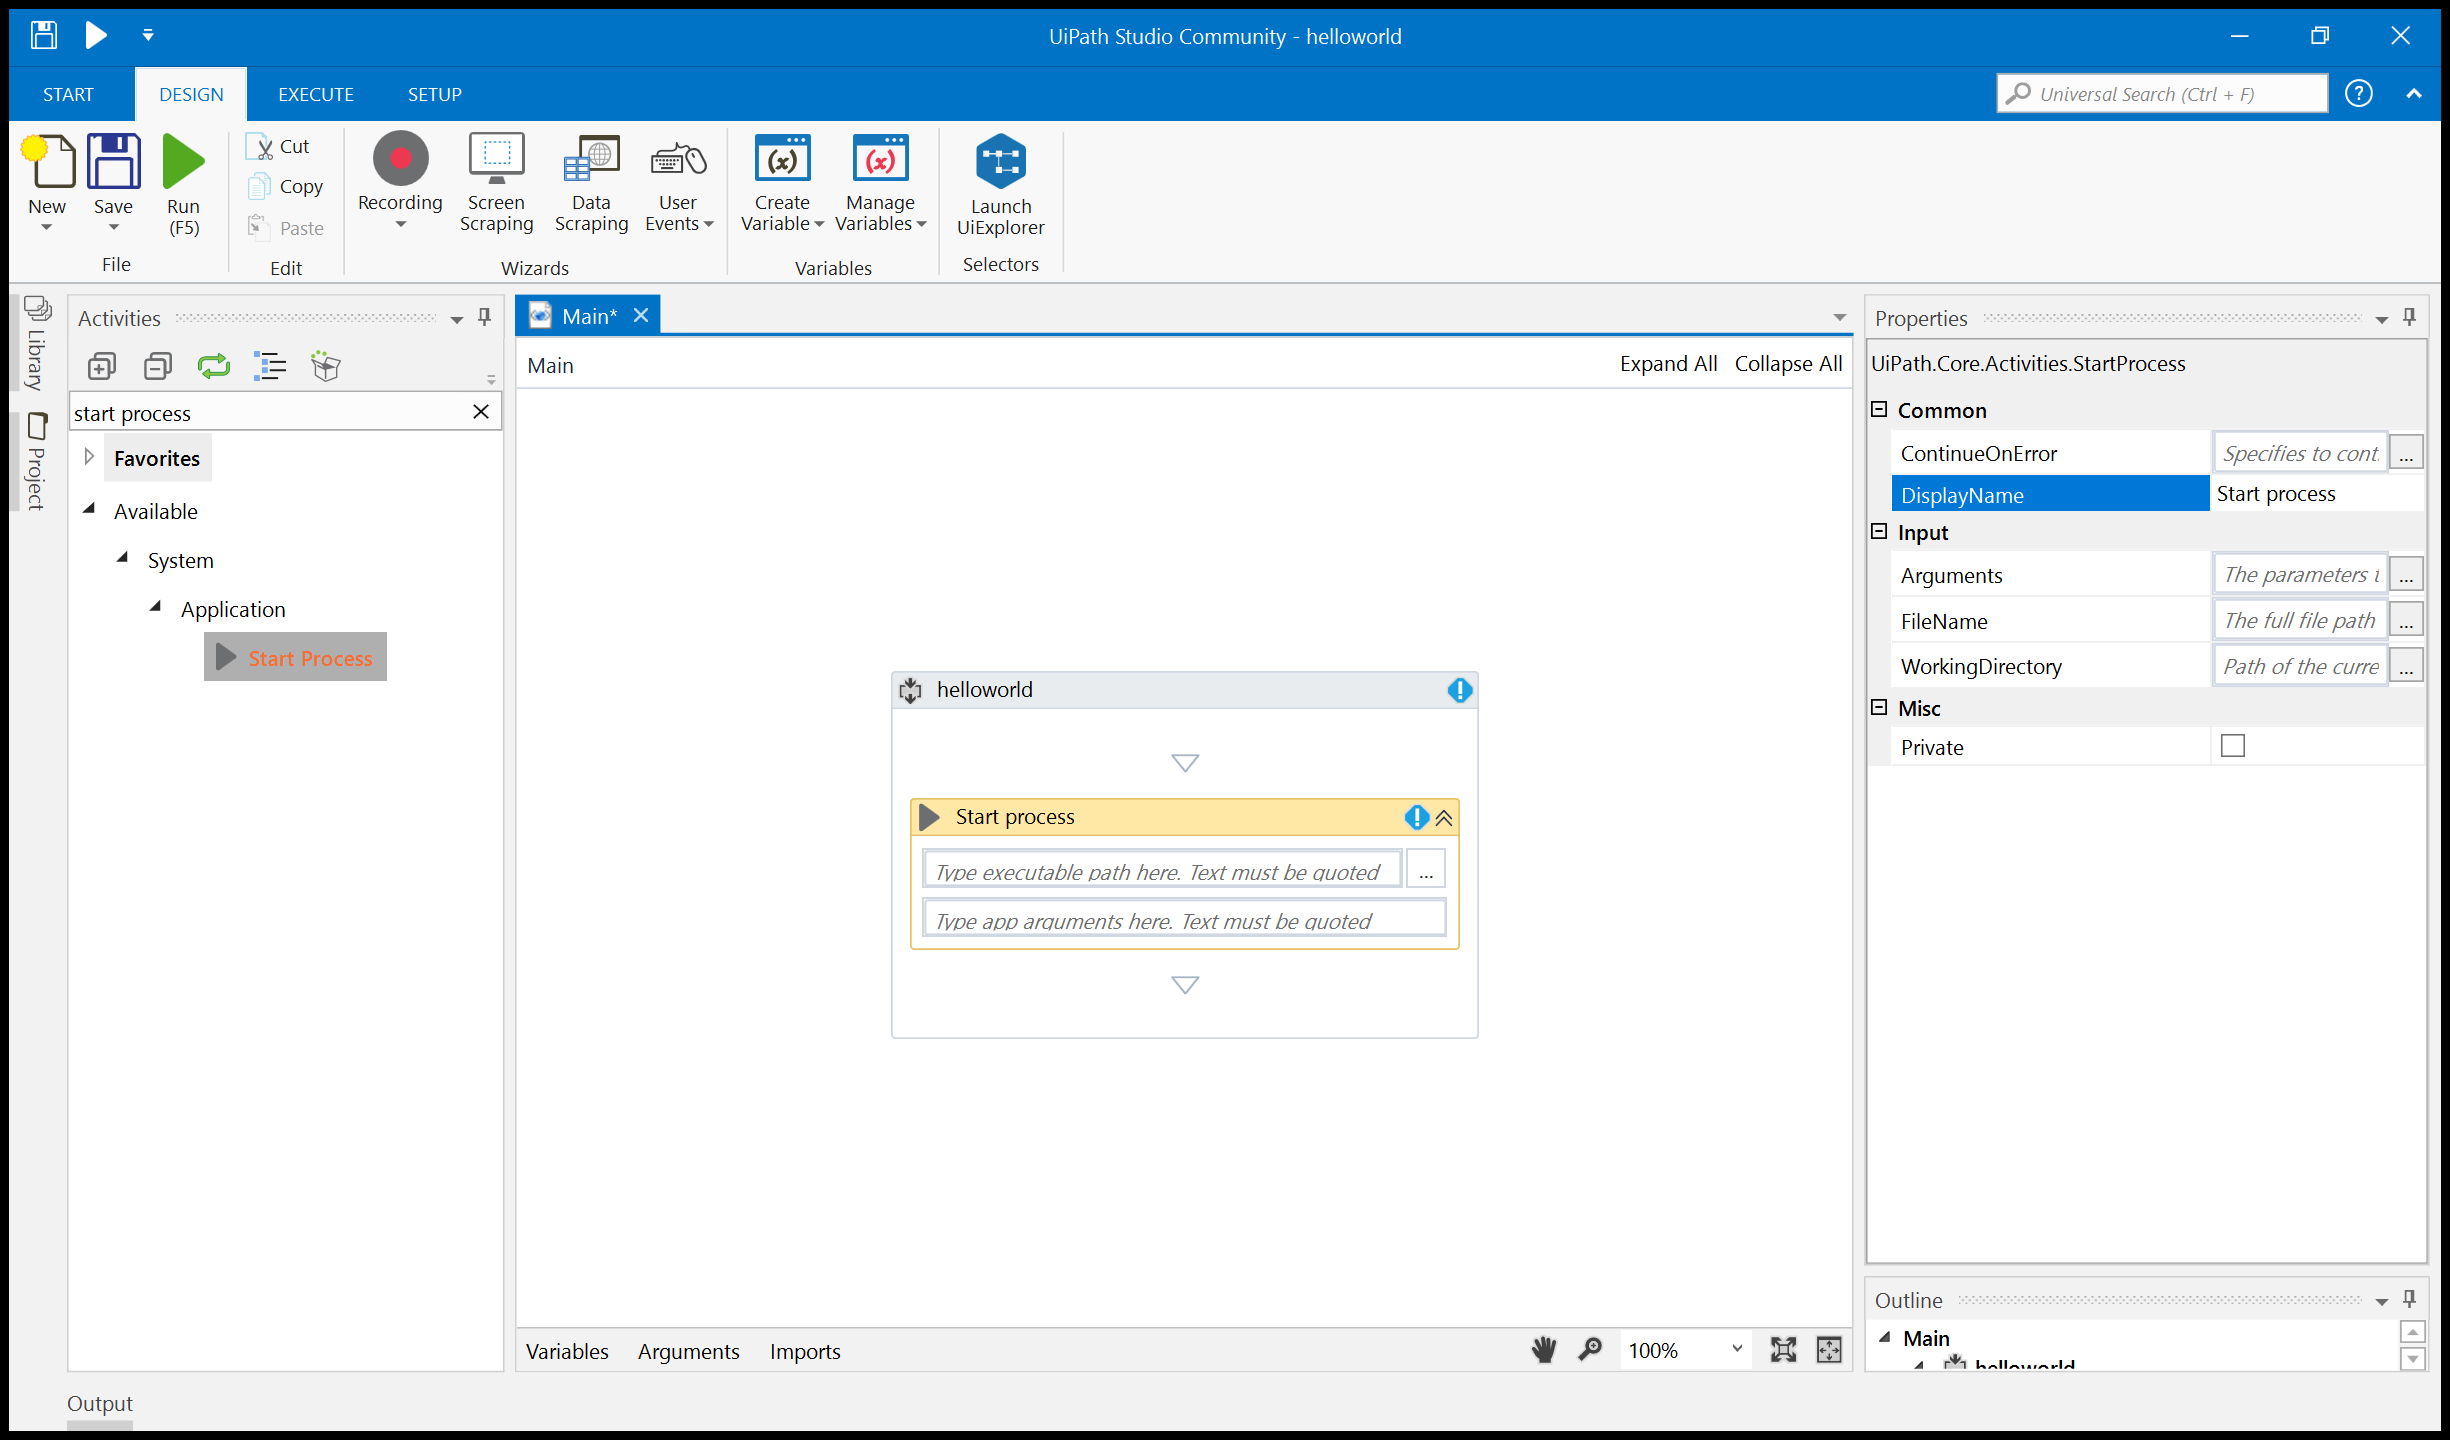 UiPath Studio Community - helloworld
START
DESIGN
EXECUTE
SETUP
Universal Search (Ctrl + F)
New
Save
Run
(F5)
File
Cut
Copy
Paste
Edit
Recording
Screen
Scraping
Data
Scraping
User
Events
Wizards
Create
Variable
Manage
Variables
Variables
Launch
UiExplorer
Selectors
Library
Project
Activities
start process
Favorites
Available
System
Application
Start Process
Main*
Main
Expand All
Collapse All
helloworld
Start process
Type executable path here. Text must be quoted
...
Type app arguments here. Text must be quoted
Variables
Arguments
Imports
100%
Properties
UiPath.Core.Activities.StartProcess
Common
ContinueOnError
Specifies to cont
...
DisplayName
Start process
Input
Arguments
The parameters t
...
FileName
The full file path
...
WorkingDirectory
Path of the curre
...
Misc
Private
Outline
Main
helloworld
Output